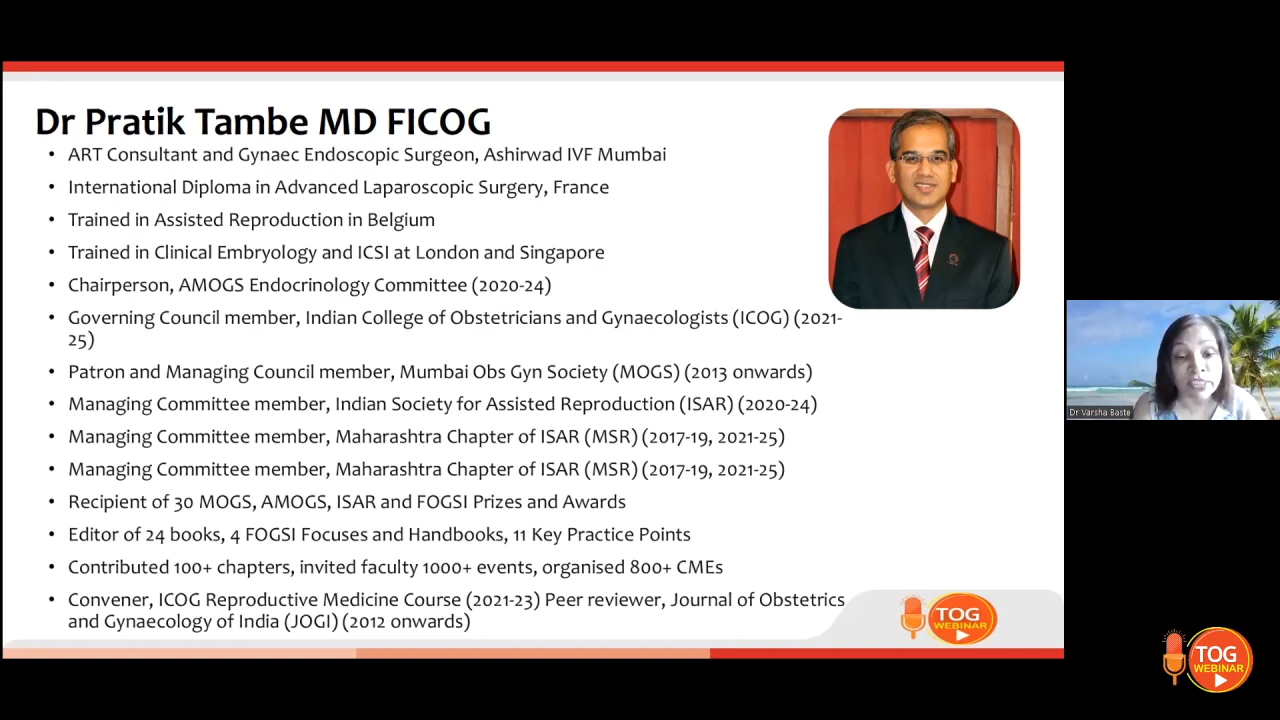 Dr Pratik Tambe MD FICOG
• ART Consultant and Gynaec Endoscopic Surgeon, Ashirwad IVF Mumbai
• International Diploma in Advanced Laparoscopic Surgery, France
• Trained in Assisted Reproduction in Belgium
• Trained in Clinical Embryology and ICSI at London and Singapore
• Chairperson, AMOGS Endocrinology Committee (2020-24)
• Governing Council member, Indian College of Obstetricians and Gynaecologists (ICOG) (2021-
25)
• Patron and Managing Council member, Mumbai Obs Gyn Society (MOGS) (2013 onwards)
• Managing Committee member, Indian Society for Assisted Reproduction (ISAR) (2020-24)
• Managing Committee member, Maharashtra Chapter of ISAR (MSR) (2017-19, 2021-25)
• Managing Committee member, Maharashtra Chapter of ISAR (MSR) (2017-19, 2021-25)
• Recipient of 30 MOGS, AMOGS, ISAR and FOGSI Prizes and Awards
• Editor of 24 books, 4 FOGSI Focuses and Handbooks, 11 Key Practice Points
• Contributed 100+ chapters, invited faculty 1000+ events, organised 800+ CMEs
• Convener, ICOG Reproductive Medicine Course (2021-23) Peer reviewer, Journal of Obstetrics
and Gynaecology of India (JOGI) (2012 onwards)
TOG
WEBINAR
Dr Varsha Baste
TOG
WEBINAR